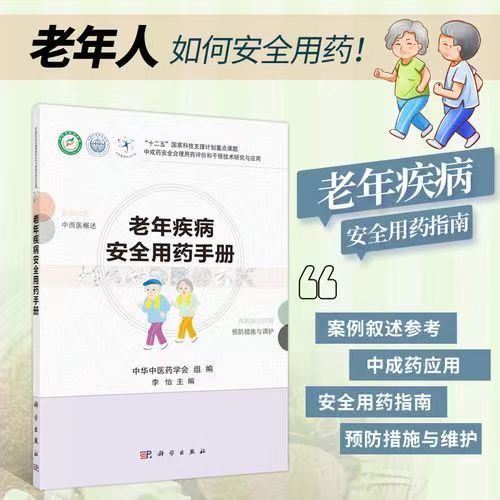 老年人 如何安全用药！
“十二五”国家科技支撑计划重点课题
中成药安全合理用药评价和干预技术研究与应用
中西医概述
老年疾病
安全用药手册
预防措施与调护
中华中医药学会 组 编
李 怡 主 编
科学出版社
老年疾病安全用药手册
老年疾病
安全用药指南
案例叙述参考
中成药应用
安全用药指南
预防措施与维护